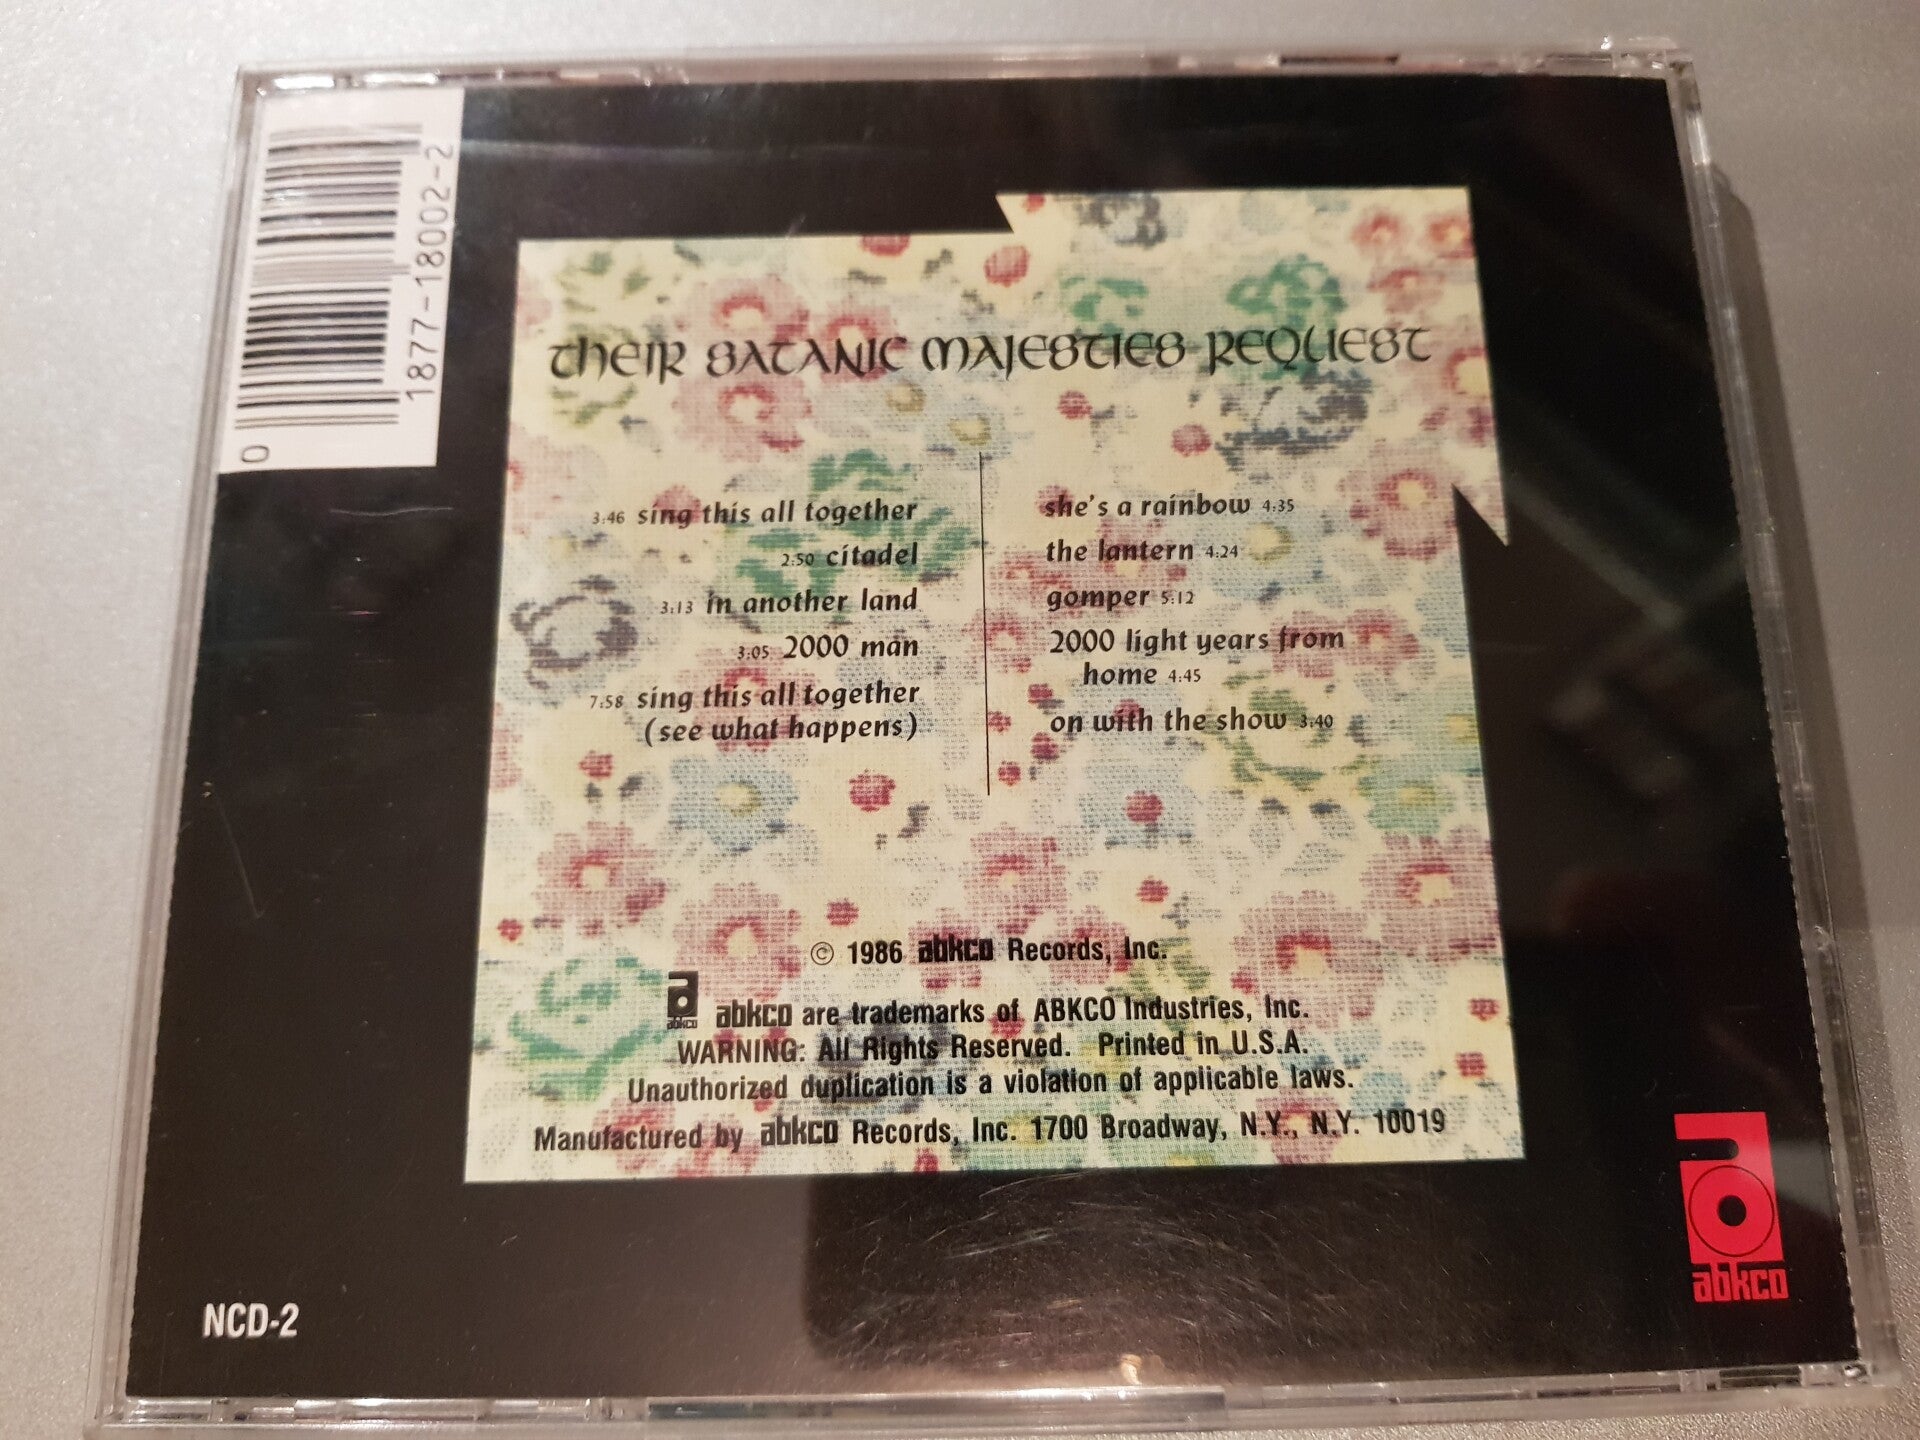 0 1877-18002-2
Their Satanic Majesties Request
3:46 sing this all together
2:50 citadel
3:13 in another land
3:05 2000 man
7:58 sing this all together
(see what happens)
she's a rainbow 4:35
the lantern 4:24
gomper 5:12
2000 light years from
home 4:45
on with the show 3:40
© 1986 abkco Records, Inc.
abkco abkco are trademarks of ABKCO Industries, Inc.
WARNING: All Rights Reserved. Printed in U.S.A.
Unauthorized duplication is a violation of applicable laws.
Manufactured by abkco Records, Inc. 1700 Broadway, N.Y., N.Y. 10019
NCD-2
abkco